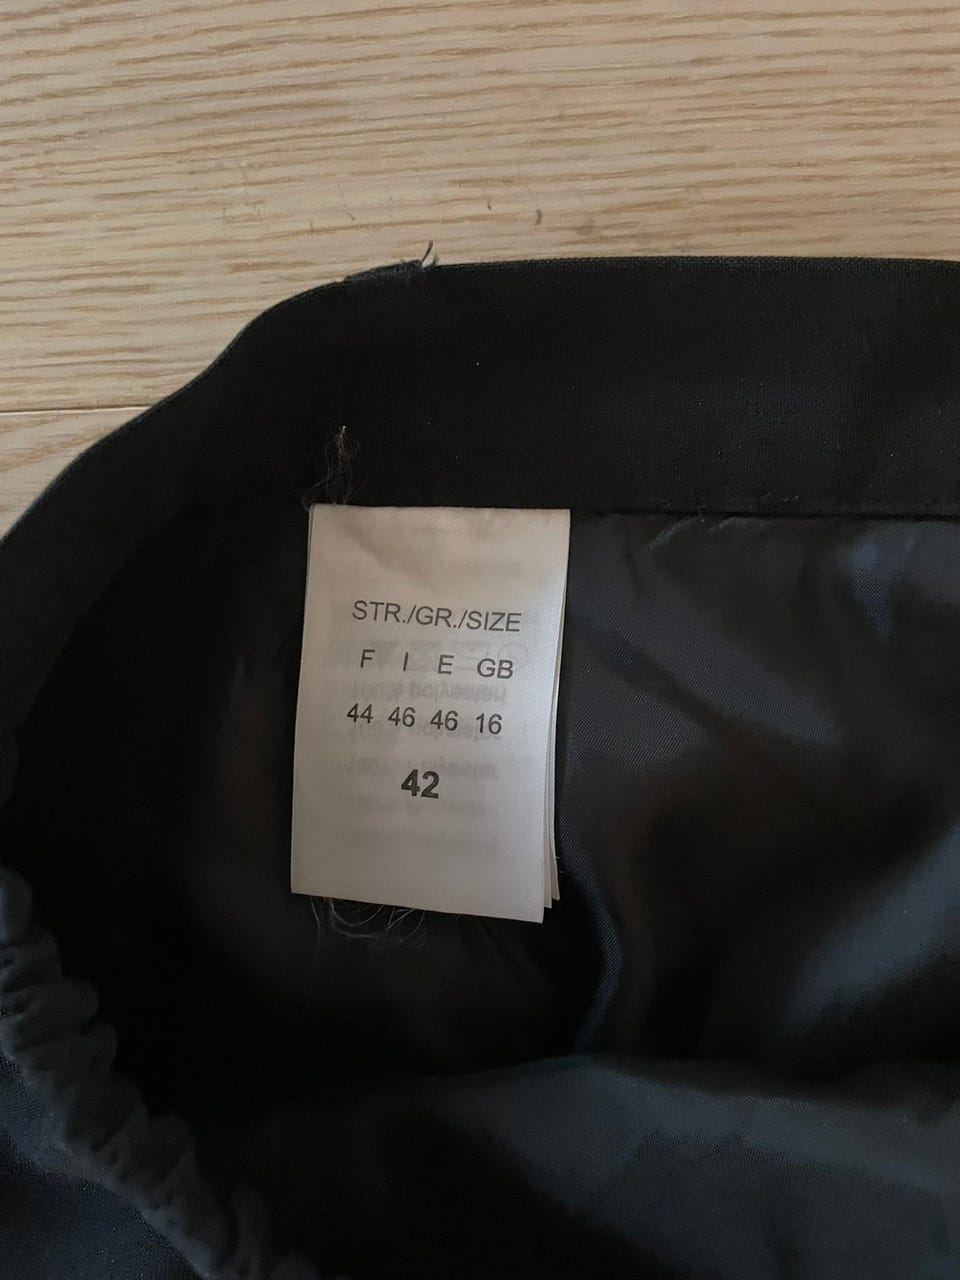 STR./GR./SIZE
F I E GB
44 46 46 16
42